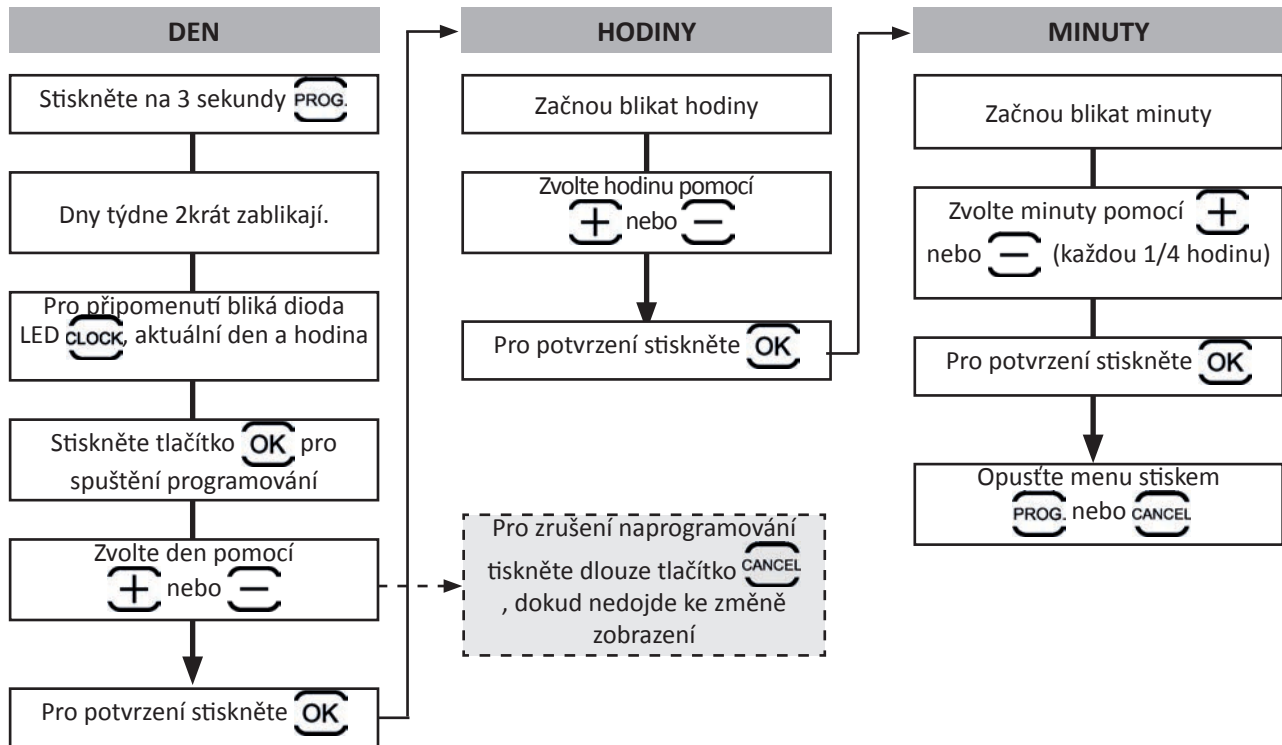 DEN
Stiskněte na 3 sekundy PROG.
Dny týdne 2krát zablikají.
Pro připomenutí bliká dioda
LED CLOCK, aktuální den a hodina
Stiskněte tlačítko OK pro
spuštění programování
Zvolte den pomocí
+ nebo −
Pro potvrzení stiskněte OK
HODINY
Začnou blikat hodiny
Zvolte hodinu pomocí
+ nebo −
Pro potvrzení stiskněte OK
Pro zrušení naprogramování
tiskněte dlouze tlačítko CANCEL
, dokud nedojde ke změně
zobrazení
MINUTY
Začnou blikat minuty
Zvolte minuty pomocí +
nebo − (každou 1/4 hodinu)
Pro potvrzení stiskněte OK
Opusťte menu stiskem
PROG. nebo CANCEL